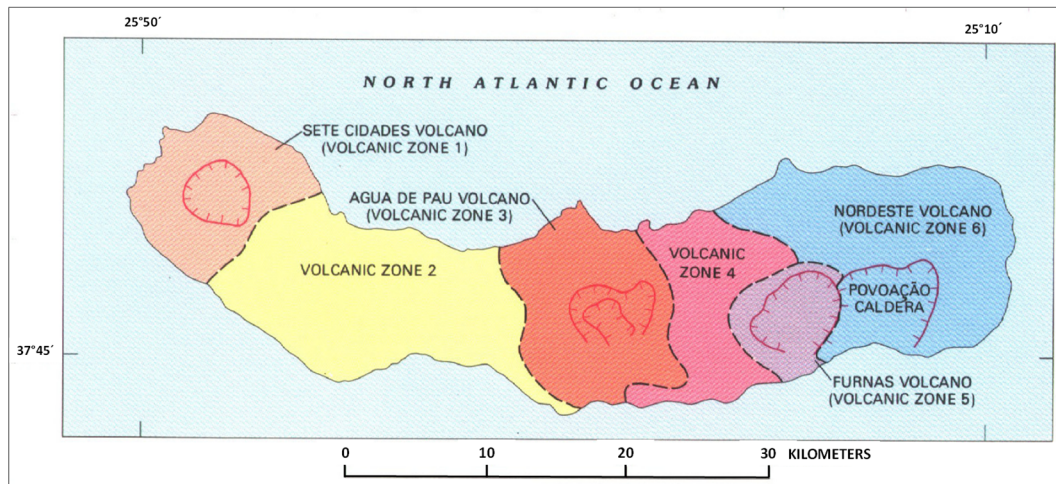 25°50´
25°10´
NORTH ATLANTIC OCEAN
SETE CIDADES VOLCANO
(VOLCANIC ZONE 1)
AGUA DE PAU VOLCANO
(VOLCANIC ZONE 3)
NORDESTE VOLCANO
(VOLCANIC ZONE 6)
VOLCANIC ZONE 2
VOLCANIC
ZONE 4
POVOAÇÃO
CALDERA
37°45´
FURNAS VOLCANO
(VOLCANIC ZONE 5)
0 10 20 30 KILOMETERS